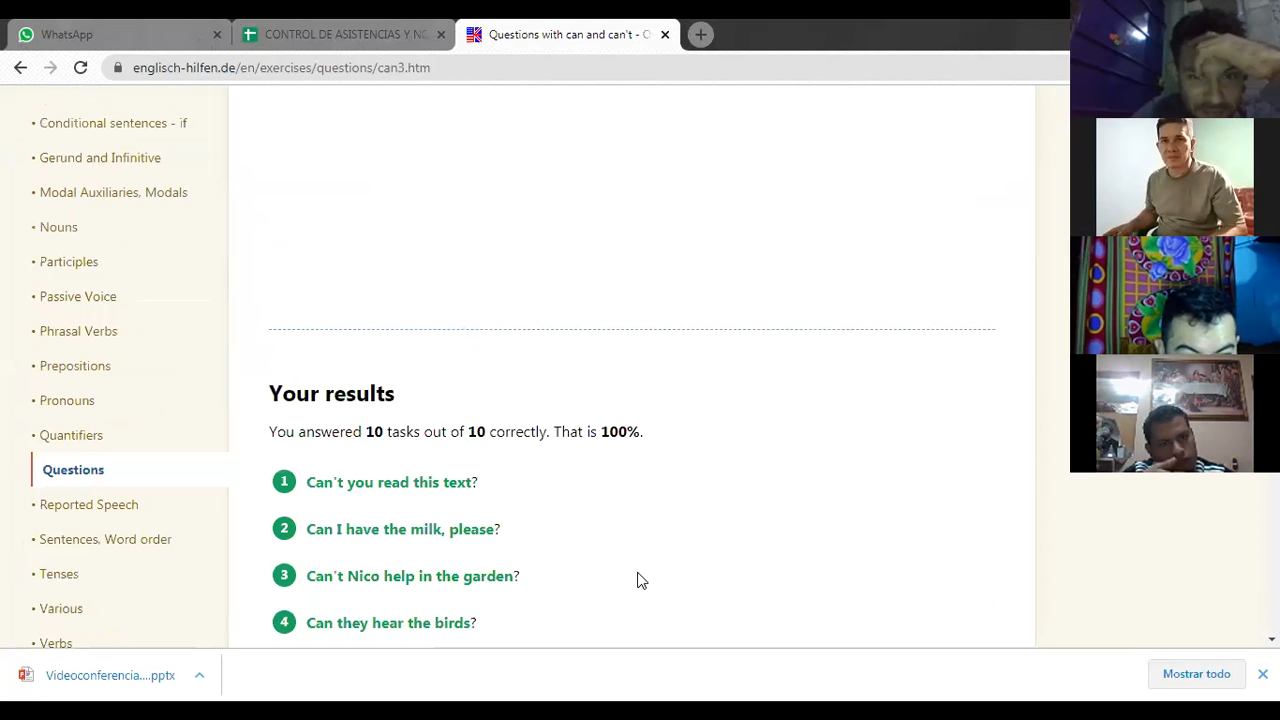 WhatsApp
CONTROL DE ASISTENCIAS Y NO
Questions with can and can't - O
englisch-hilfen.de/en/exercises/questions/can3.htm
• Conditional sentences - if
• Gerund and Infinitive
• Modal Auxiliaries, Modals
• Nouns
• Participles
• Passive Voice
• Phrasal Verbs
• Prepositions
• Pronouns
• Quantifiers
Questions
• Reported Speech
• Sentences, Word order
• Tenses
• Various
• Verbs
Your results
You answered 10 tasks out of 10 correctly. That is 100%.
1 Can't you read this text?
2 Can I have the milk, please?
3 Can't Nico help in the garden?
4 Can they hear the birds?
Videoconferencia....pptx
Mostrar todo